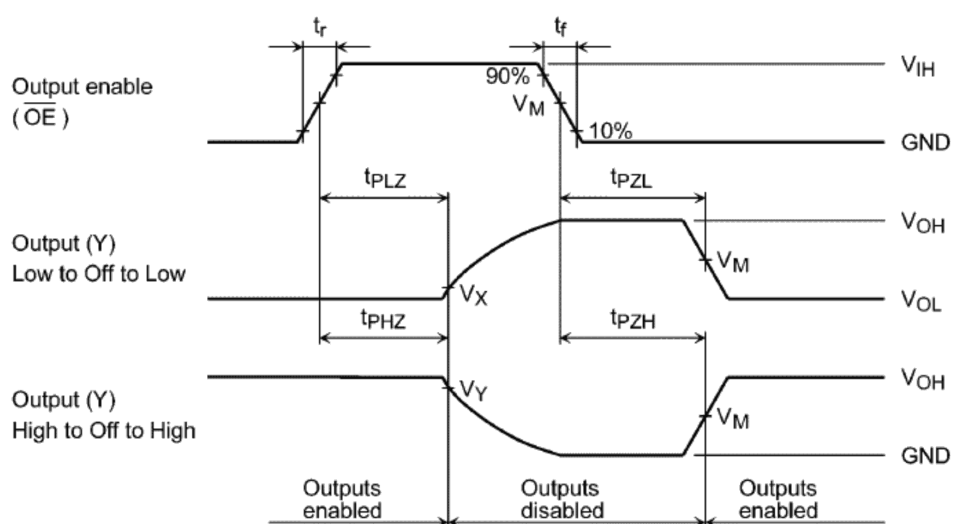 tr
tf
Output enable
(OE)
90%
VM
10%
VIH
GND
tPLZ
tPZL
Output (Y)
Low to Off to Low
VX
VM
VOH
VOL
tPHZ
tPZH
Output (Y)
High to Off to High
VY
VM
VOH
GND
Outputs
enabled
Outputs
disabled
Outputs
enabled